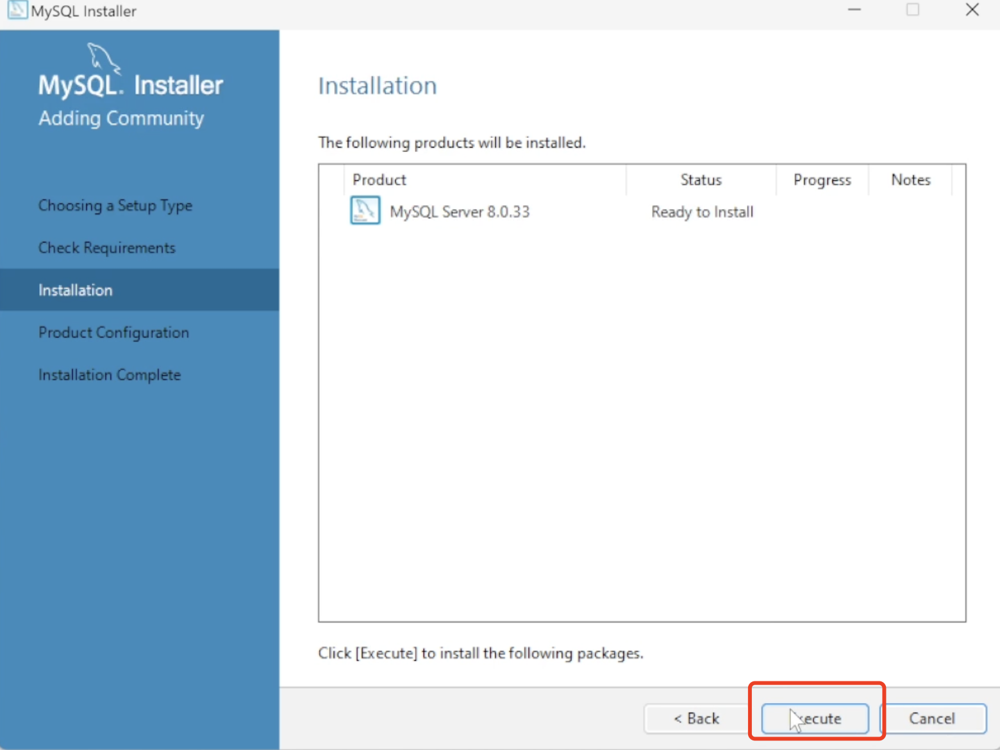 MySQL Installer
MySQL. Installer
Adding Community
Choosing a Setup Type
Check Requirements
Installation
Product Configuration
Installation Complete
Installation
The following products will be installed.
Product Status Progress Notes
MySQL Server 8.0.33 Ready to Install
Click [Execute] to install the following packages.
< Back Execute Cancel